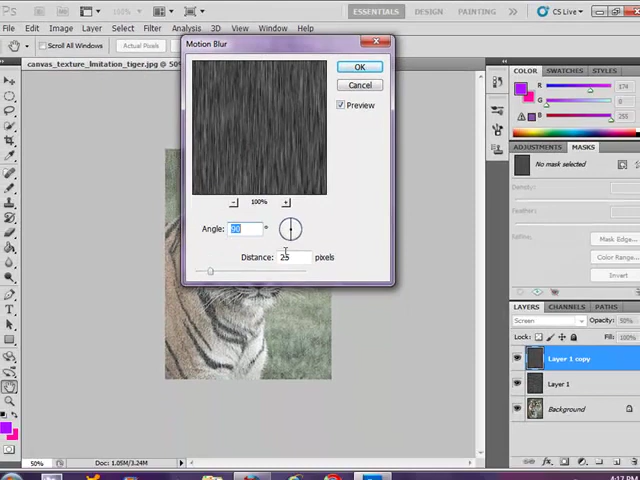 Ps
100%
ESSENTIALS
DESIGN
PAINTING
CS Live
File Edit Image Layer Select Filter Analysis 3D View Window Help
Scroll All Windows
Actual Pixels
canvas_texture_Imitation_tiger.jpg @ 50%
Motion Blur
OK
Cancel
Preview
100%
Angle: 90 °
Distance: 25 pixels
COLOR SWATCHES STYLES
R
G 0
B 255
ADJUSTMENTS MASKS
No mask selected
Density:
Feather:
Refine:
Mask Edge...
Color Range...
Invert
LAYERS CHANNELS PATHS
Screen Opacity: 50%
Lock: Fill: 100%
Layer 1 copy
Layer 1
Background
50% Doc: 1.05M/3.24M
4:17 PM